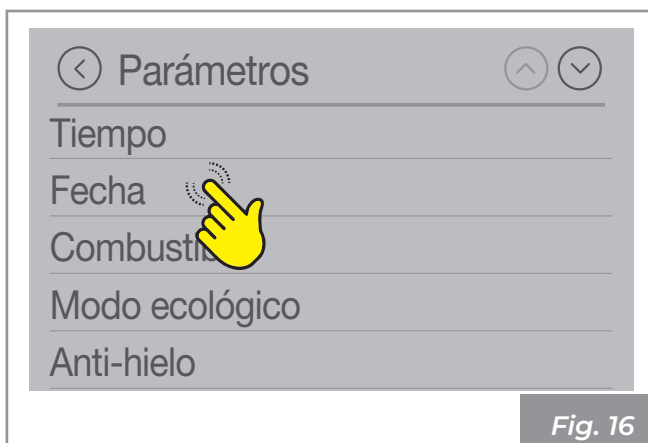 Parámetros
Tiempo
Fecha
Modo ecológico
Anti-hielo
Fig. 16